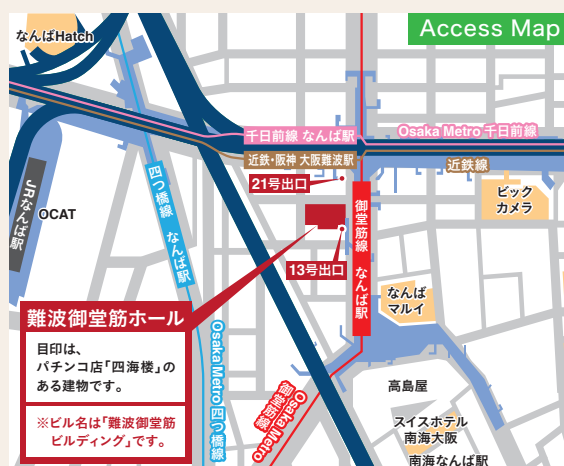 Access Map
なんばHatch
千日前線 なんば駅
Osaka Metro 千日前線
近鉄・阪神 大阪難波駅
近鉄線
21号出口
四つ橋線 なんば駅
JRなんば駅
OCAT
ビック
カメラ
御堂筋線 なんば駅
13号出口
なんば
マルイ
難波御堂筋ホール
目印は、
パチンコ店「四海楼」の
ある建物です。
※ビル名は「難波御堂筋
ビルディング」です。
Osaka Metro 四つ橋線
Osaka Metro
御堂筋線
高島屋
スイスホテル
南海大阪
南海なんば駅